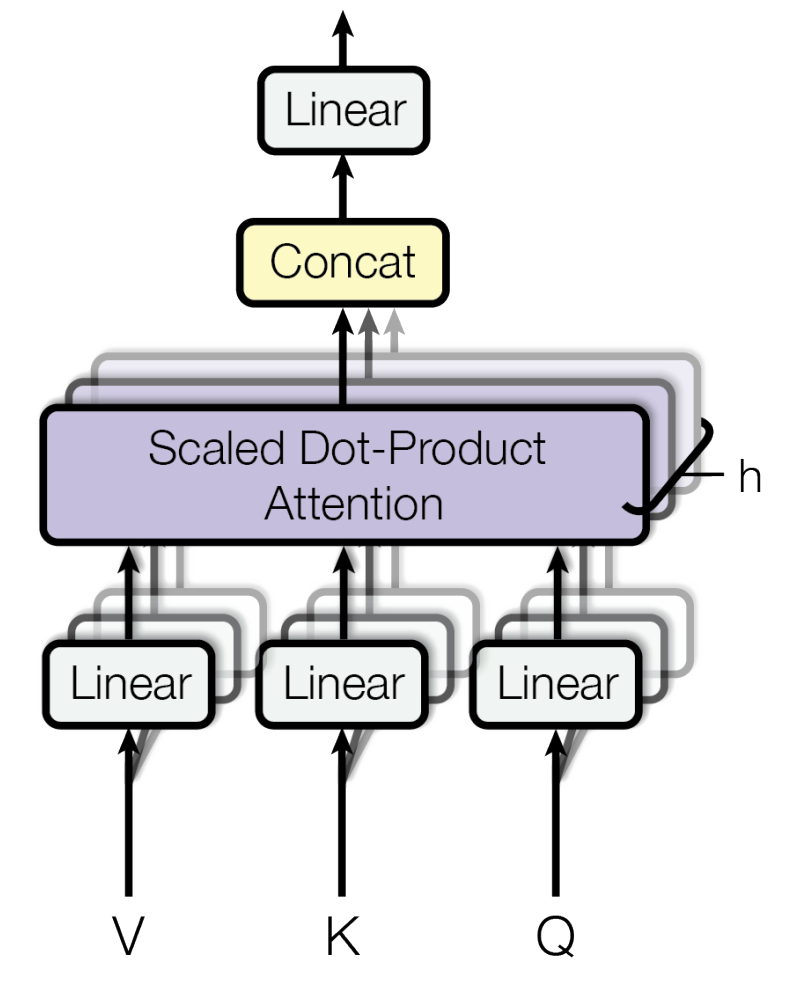 Linear
Concat
Scaled Dot-Product
Attention
h
Linear Linear Linear
V K Q